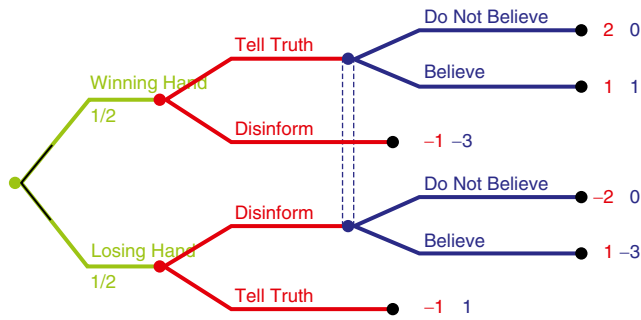 Do Not Believe
2 0
Tell Truth
Believe
1 1
Winning Hand
1/2
Disinform
−1 −3
Do Not Believe
−2 0
Disinform
Believe
1 −3
Losing Hand
1/2
Tell Truth
−1 1